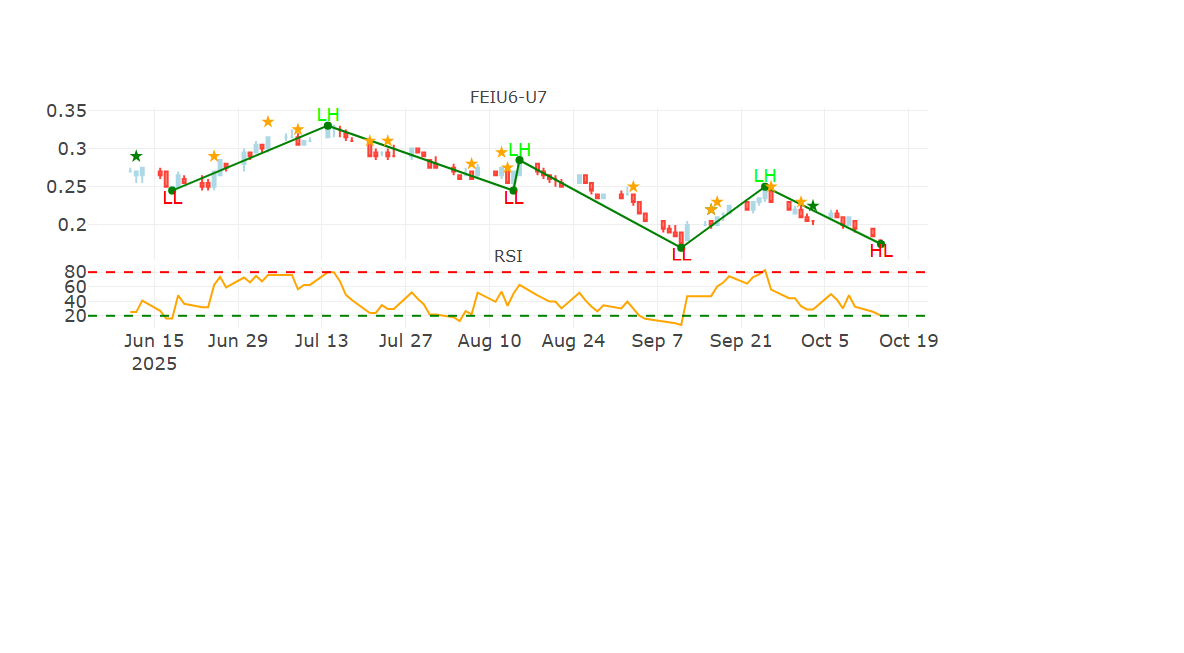 FEIU6-U7
0.35
0.3
0.25
0.2
LH
LH
LH
LL
LL
LL
HL
RSI
80
60
40
20
Jun 15 Jun 29 Jul 13 Jul 27 Aug 10 Aug 24 Sep 7 Sep 21 Oct 5 Oct 19
2025